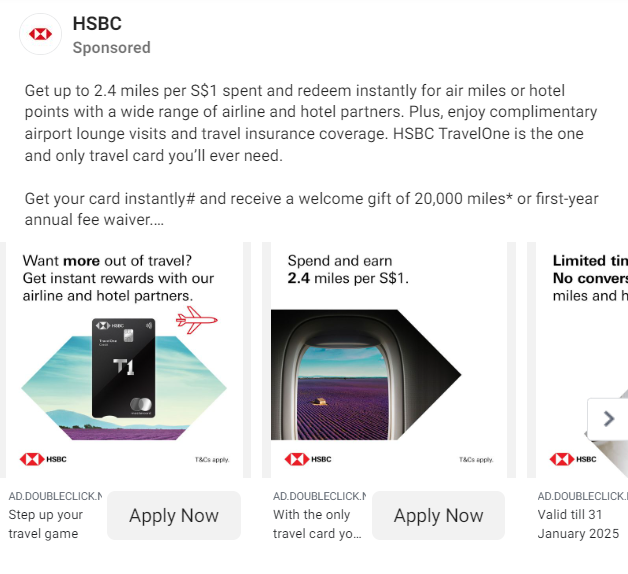 HSBC
Sponsored
Get up to 2.4 miles per S$1 spent and redeem instantly for air miles or hotel
points with a wide range of airline and hotel partners. Plus, enjoy complimentary
airport lounge visits and travel insurance coverage. HSBC TravelOne is the one
and only travel card you’ll ever need.
Get your card instantly# and receive a welcome gift of 20,000 miles* or first-year
annual fee waiver....
Want more out of travel?
Get instant rewards with our
airline and hotel partners.
HSBC
TravelOne
T1
HSBC
T&Cs apply.
AD.DOUBLECLICK.N
Step up your
travel game
Apply Now
Spend and earn
2.4 miles per S$1.
HSBC
T&Cs apply.
AD.DOUBLECLICK.N
With the only
travel card yo...
Apply Now
Limited tim
No convers
miles and h
HSBC
AD.DOUBLECLICK.
Valid till 31
January 2025